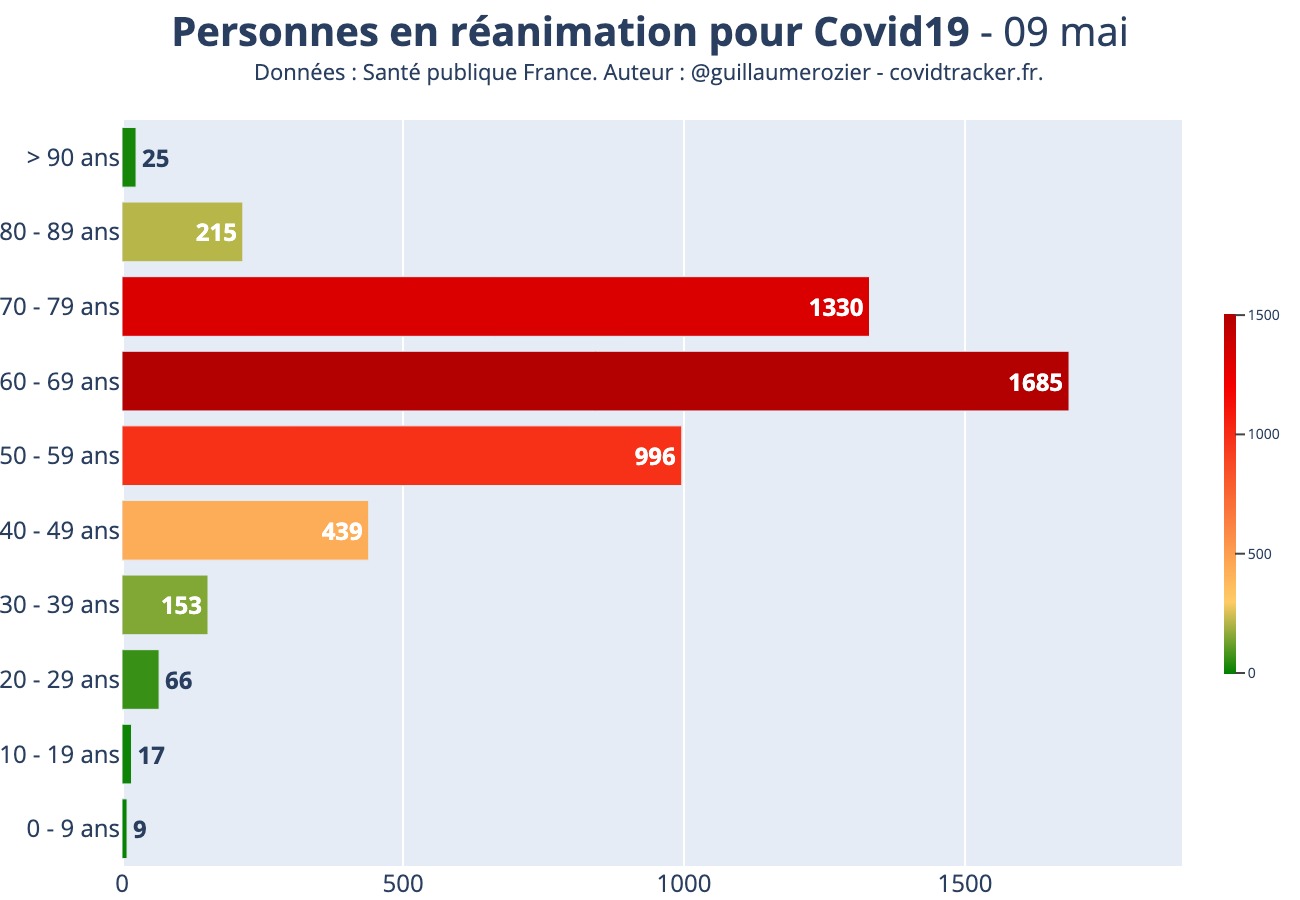 Personnes en réanimation pour Covid19 - 09 mai
Données : Santé publique France. Auteur : @guillaumerozier - covidtracker.fr.
> 90 ans 25
80 - 89 ans 215
70 - 79 ans 1330
60 - 69 ans 1685
50 - 59 ans 996
40 - 49 ans 439
30 - 39 ans 153
20 - 29 ans 66
10 - 19 ans 17
0 - 9 ans 9
0 500 1000 1500
1500
1000
500
0